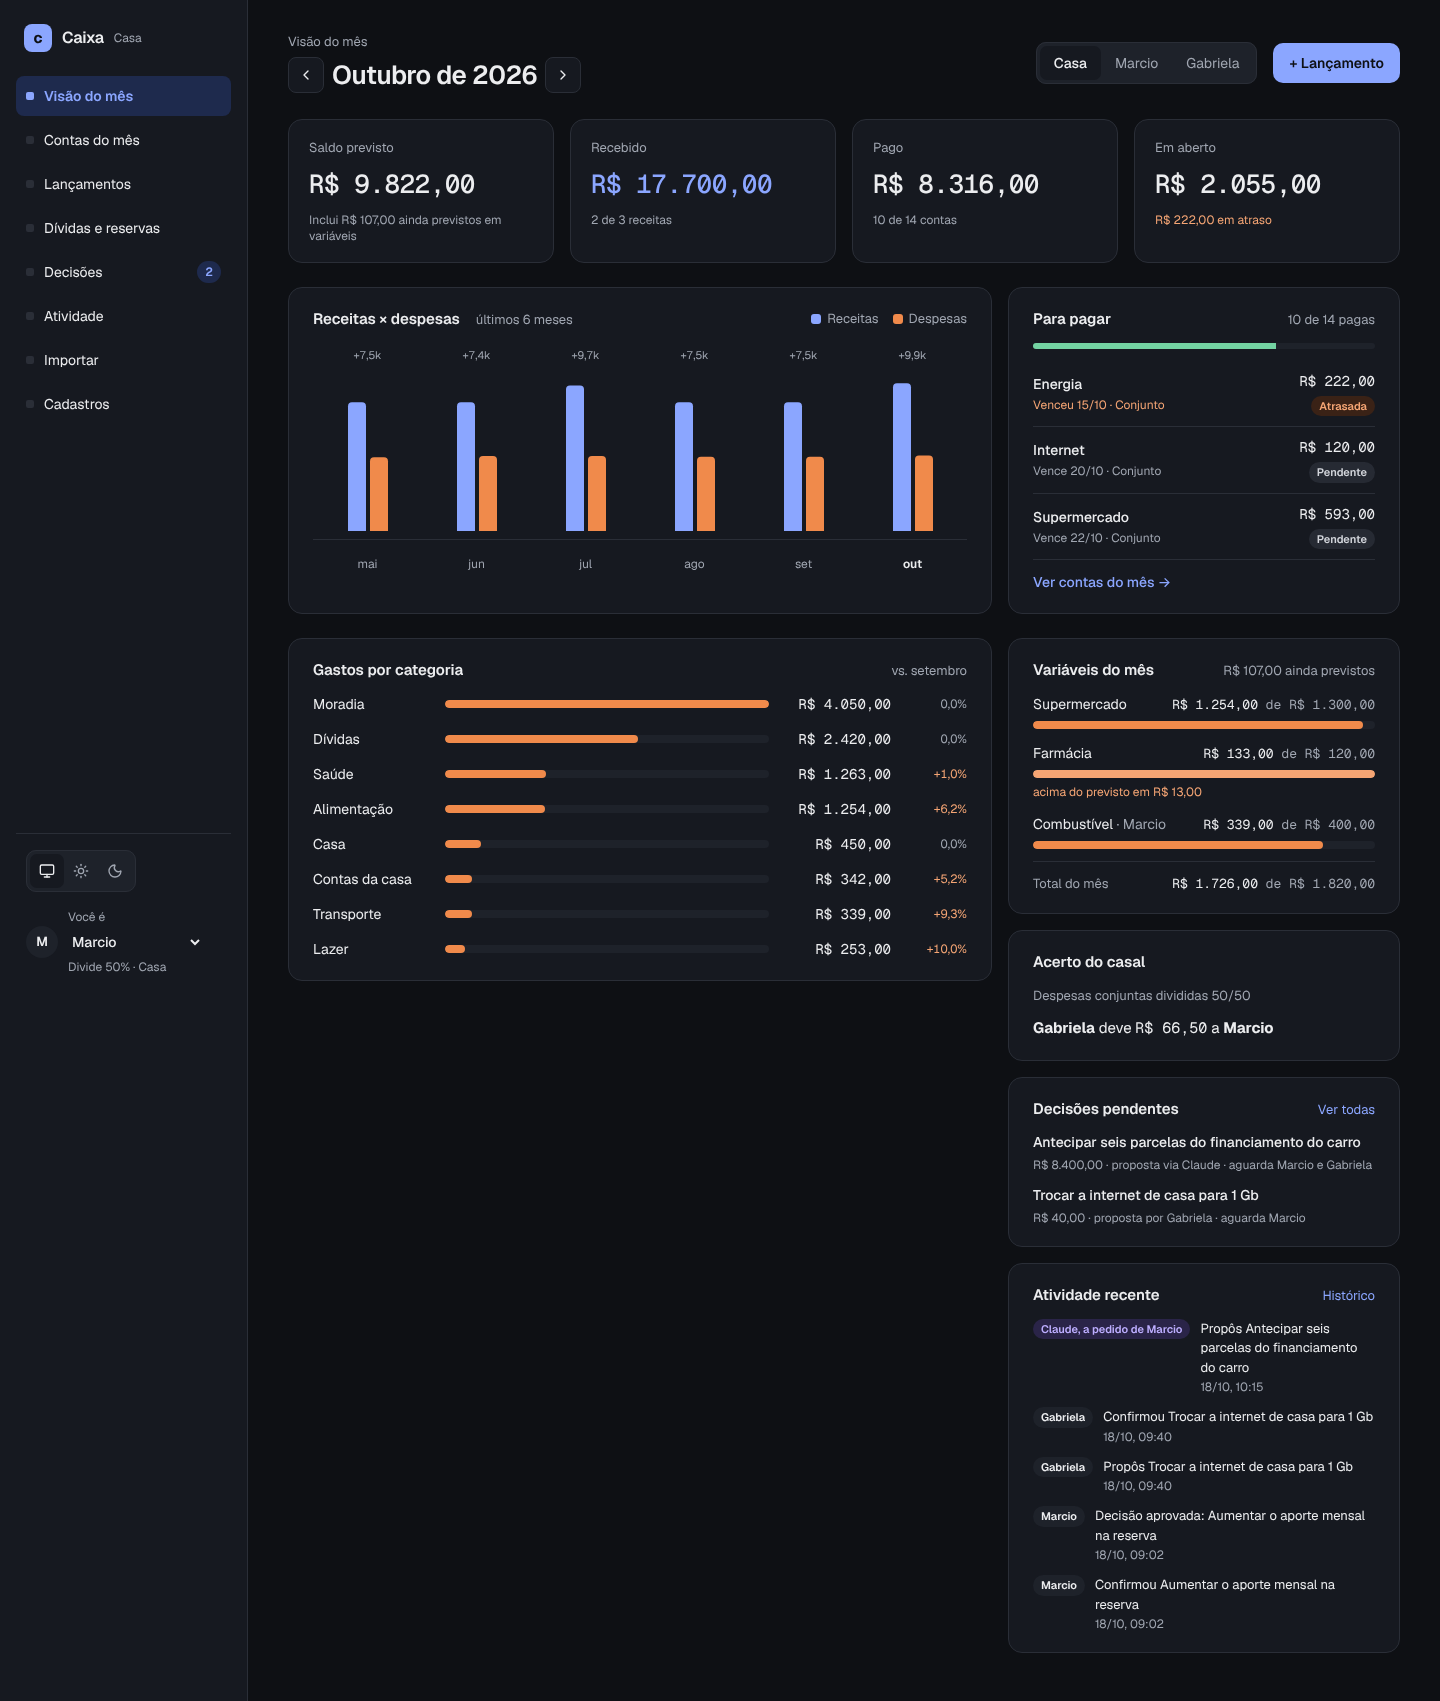 c Caixa Casa
Visão do mês
Contas do mês
Lançamentos
Dívidas e reservas
Decisões 2
Atividade
Importar
Cadastros
Você é
M Marcio
Divide 50% · Casa
Visão do mês
Outubro de 2026
Casa Marcio Gabriela
+ Lançamento
Saldo previsto
R$ 9.822,00
Inclui R$ 107,00 ainda previstos em
variáveis
Recebido
R$ 17.700,00
2 de 3 receitas
Pago
R$ 8.316,00
10 de 14 contas
Em aberto
R$ 2.055,00
R$ 222,00 em atraso
Receitas × despesas últimos 6 meses Receitas Despesas
+7,5k +7,4k +9,7k +7,5k +7,5k +9,9k
mai jun jul ago set out
Para pagar 10 de 14 pagas
Energia R$ 222,00
Venceu 15/10 · Conjunto Atrasada
Internet R$ 120,00
Vence 20/10 · Conjunto Pendente
Supermercado R$ 593,00
Vence 22/10 · Conjunto Pendente
Ver contas do mês →
Gastos por categoria vs. setembro
Moradia R$ 4.050,00 0,0%
Dívidas R$ 2.420,00 0,0%
Saúde R$ 1.263,00 +1,0%
Alimentação R$ 1.254,00 +6,2%
Casa R$ 450,00 0,0%
Contas da casa R$ 342,00 +5,2%
Transporte R$ 339,00 +9,3%
Lazer R$ 253,00 +10,0%
Variáveis do mês R$ 107,00 ainda previstos
Supermercado R$ 1.254,00 de R$ 1.300,00
Farmácia R$ 133,00 de R$ 120,00
acima do previsto em R$ 13,00
Combustível · Marcio R$ 339,00 de R$ 400,00
Total do mês R$ 1.726,00 de R$ 1.820,00
Acerto do casal
Despesas conjuntas divididas 50/50
Gabriela deve R$ 66,50 a Marcio
Decisões pendentes Ver todas
Antecipar seis parcelas do financiamento do carro
R$ 8.400,00 · proposta via Claude · aguarda Marcio e Gabriela
Trocar a internet de casa para 1 Gb
R$ 40,00 · proposta por Gabriela · aguarda Marcio
Atividade recente Histórico
Claude, a pedido de Marcio Propôs Antecipar seis
parcelas do financiamento
do carro
18/10, 10:15
Gabriela Confirmou Trocar a internet de casa para 1 Gb
18/10, 09:40
Gabriela Propôs Trocar a internet de casa para 1 Gb
18/10, 09:40
Marcio Decisão aprovada: Aumentar o aporte mensal
na reserva
18/10, 09:02
Marcio Confirmou Aumentar o aporte mensal na
reserva
18/10, 09:02